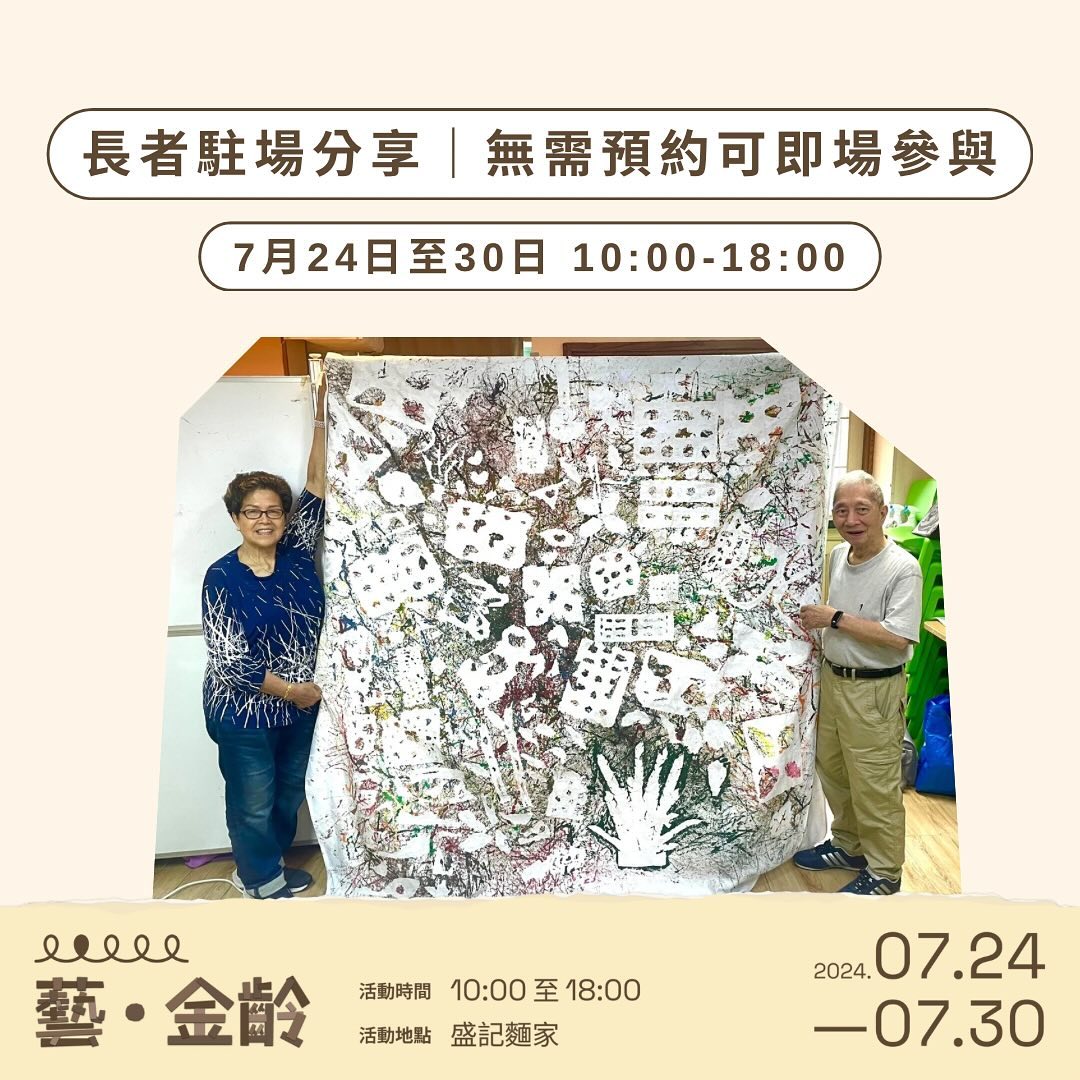 長者駐場分享｜無需預約可即場參與
7月24日至30日 10:00-18:00
藝・金齡
活動時間 10:00 至 18:00
活動地點 盛記麵家
2024.07.24
—07.30